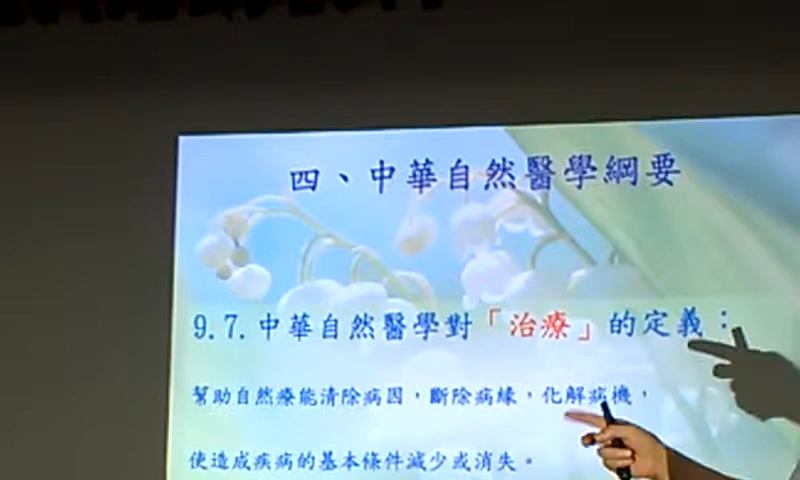 四、中華自然醫學綱要
9.7.中華自然醫學對「治療」的定義：
幫助自然療能清除病因，斷除病緣，化解病機，
使造成疾病的基本條件減少或消失。